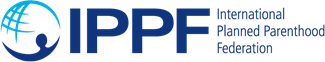 IPPF
International
Planned Parenthood
Federation